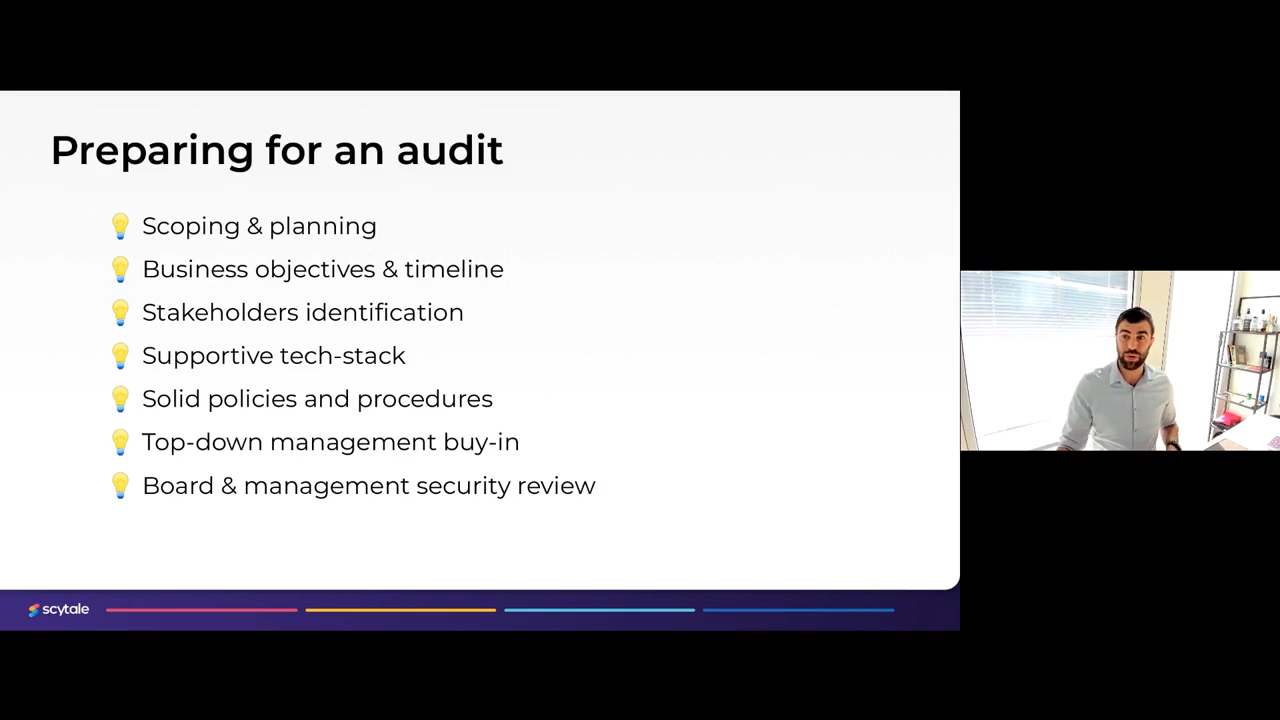 Preparing for an audit
Scoping & planning
Business objectives & timeline
Stakeholders identification
Supportive tech-stack
Solid policies and procedures
Top-down management buy-in
Board & management security review
scytale